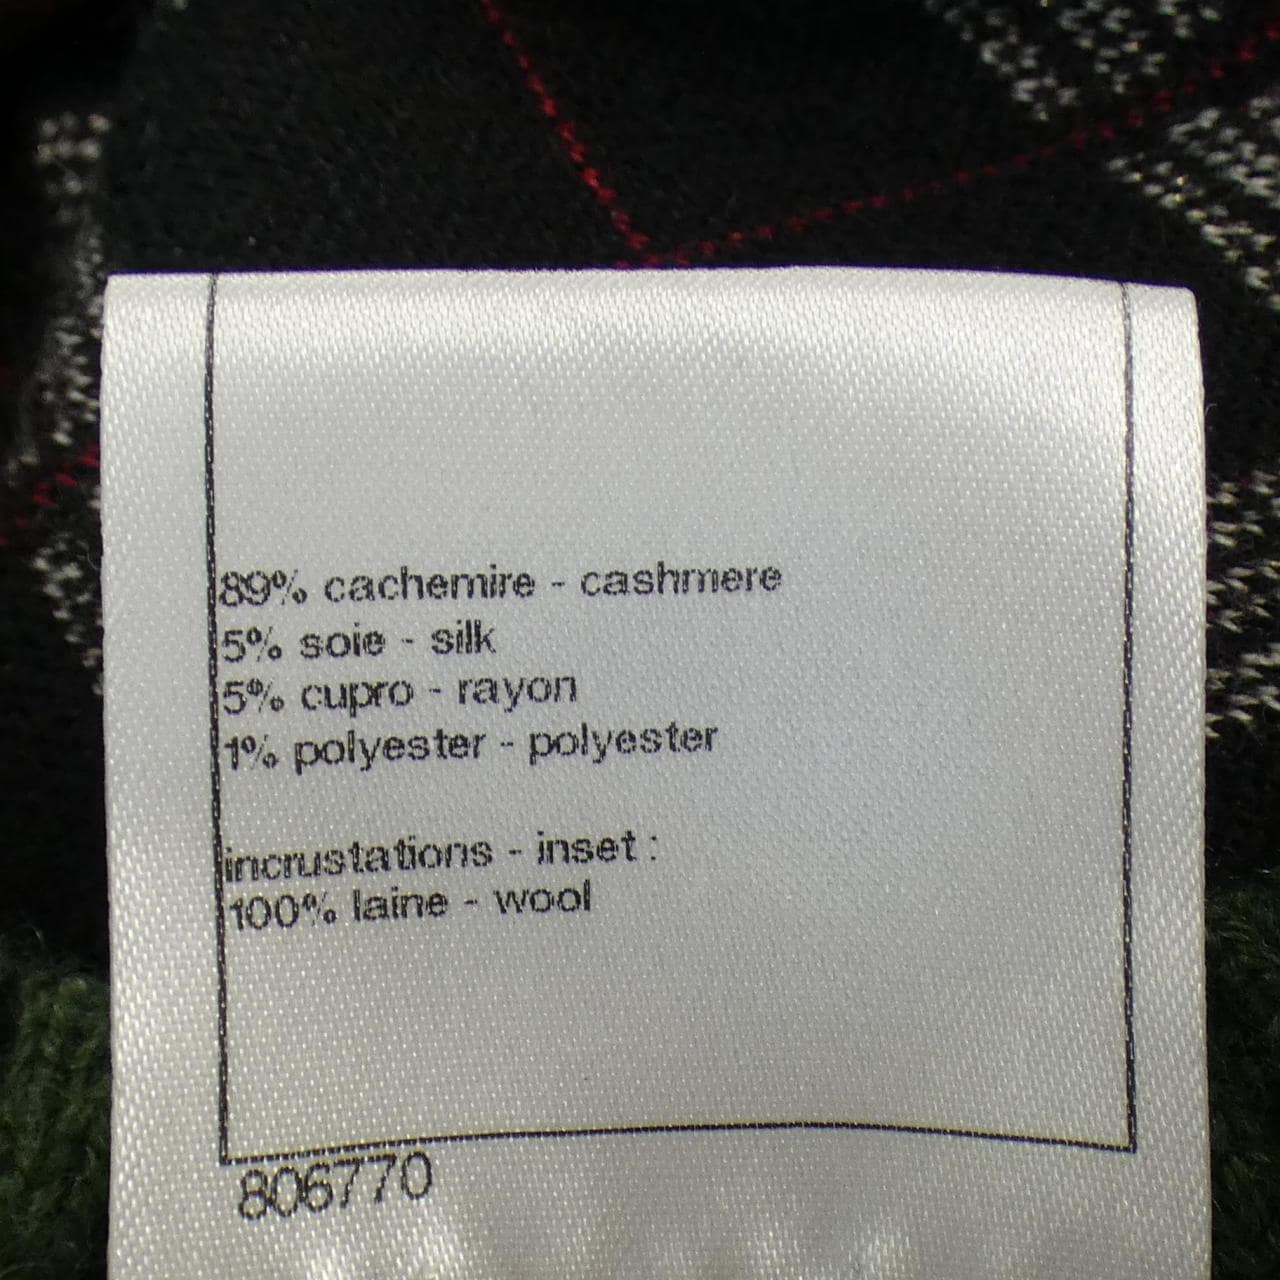 89% cachemire - cashmere
5% soie - silk
5% cupro - rayon
1% polyester - polyester
incrustations - inset :
100% laine - wool
806770